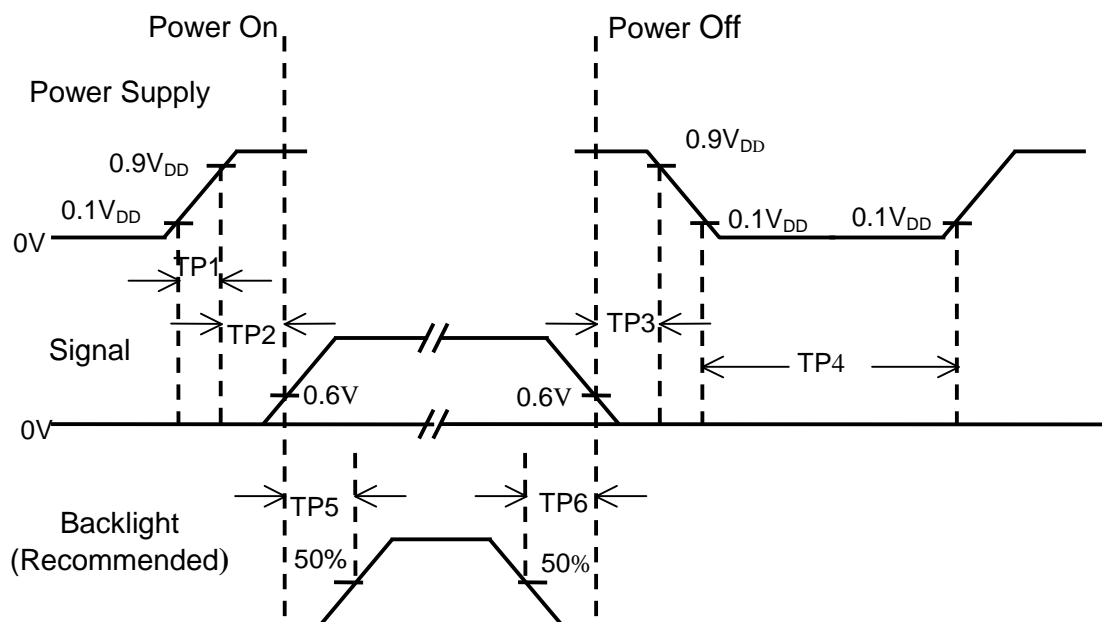 Power On
Power Off
Power Supply
0.9VDD
0.9VDD
0.1VDD
0.1VDD
0.1VDD
0V
TP1
TP2
TP3
Signal
TP4
0.6V
0.6V
0V
TP5
TP6
Backlight
(Recommended)
50%
50%